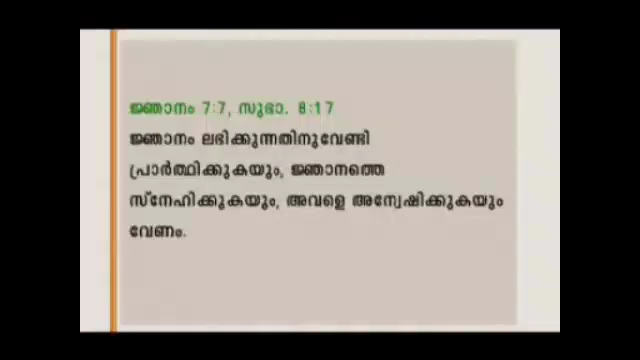 ജ്ഞാനം 7:7, സുഭാ. 8:17
ജ്ഞാനം ലഭിക്കുന്നതിനുവേണ്ടി
പ്രാർത്ഥിക്കുകയും, ജ്ഞാനത്തെ
സ്നേഹിക്കുകയും, അവളെ അന്വേഷിക്കുകയും
വേണം.